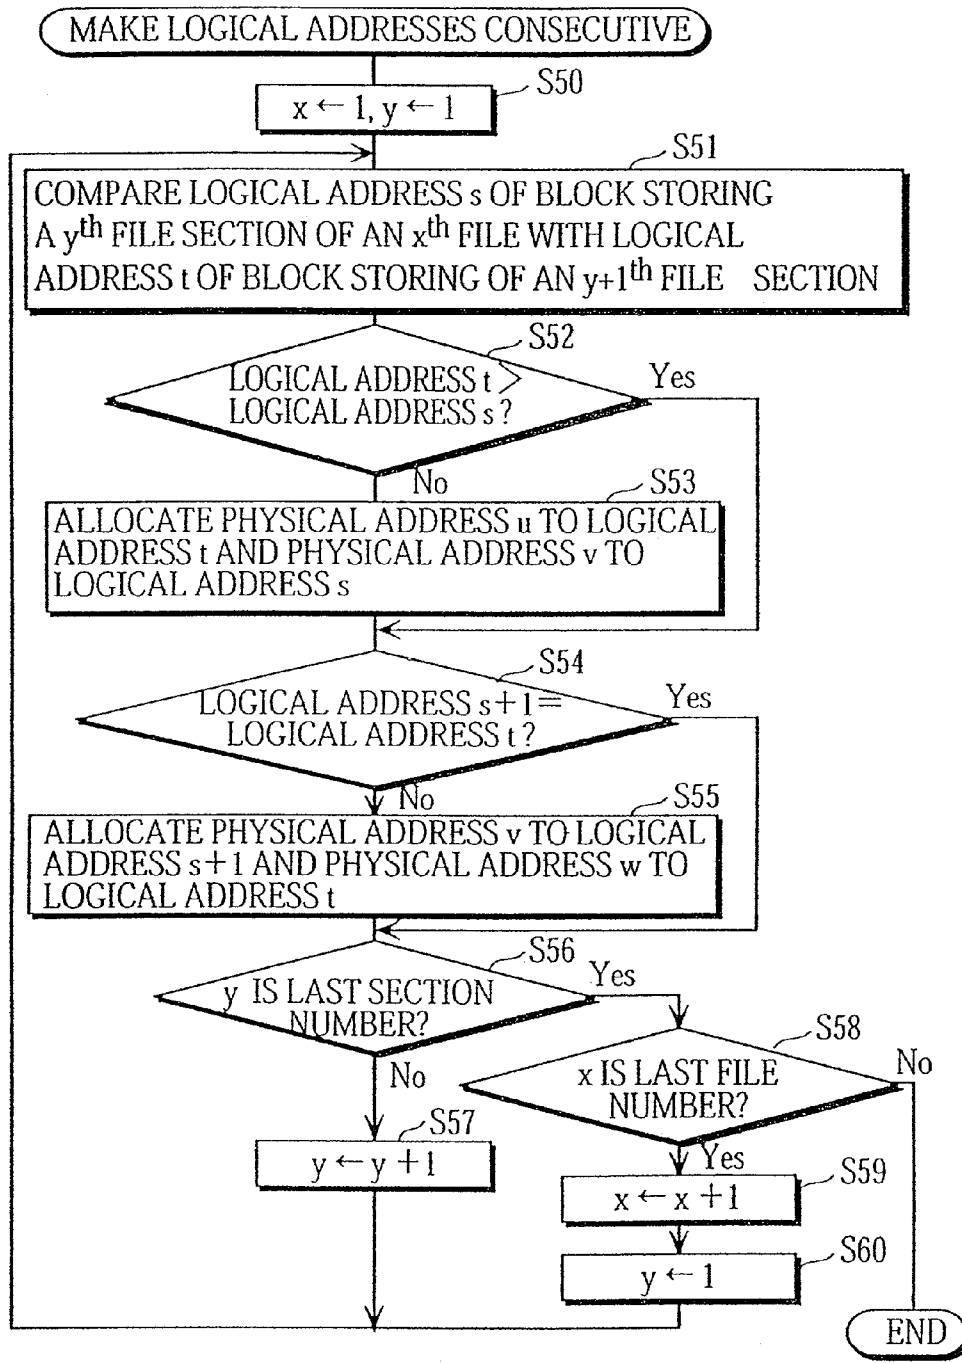 MAKE LOGICAL ADDRESSES CONSECUTIVE
S50
x ← 1, y ← 1
S51
COMPARE LOGICAL ADDRESS s OF BLOCK STORING
A yth FILE SECTION OF AN xth FILE WITH LOGICAL
ADDRESS t OF BLOCK STORING OF AN y+1th FILE SECTION
S52
LOGICAL ADDRESS t >
LOGICAL ADDRESS s?
Yes
No
S53
ALLOCATE PHYSICAL ADDRESS u TO LOGICAL
ADDRESS t AND PHYSICAL ADDRESS v TO
LOGICAL ADDRESS s
S54
LOGICAL ADDRESS s+1=
LOGICAL ADDRESS t?
Yes
No
S55
ALLOCATE PHYSICAL ADDRESS v TO LOGICAL
ADDRESS s+1 AND PHYSICAL ADDRESS w TO
LOGICAL ADDRESS t
S56
y IS LAST SECTION
NUMBER?
Yes
No
S58
x IS LAST FILE
NUMBER?
No
Yes
S57
y ← y +1
S59
x ← x +1
S60
y ← 1
END